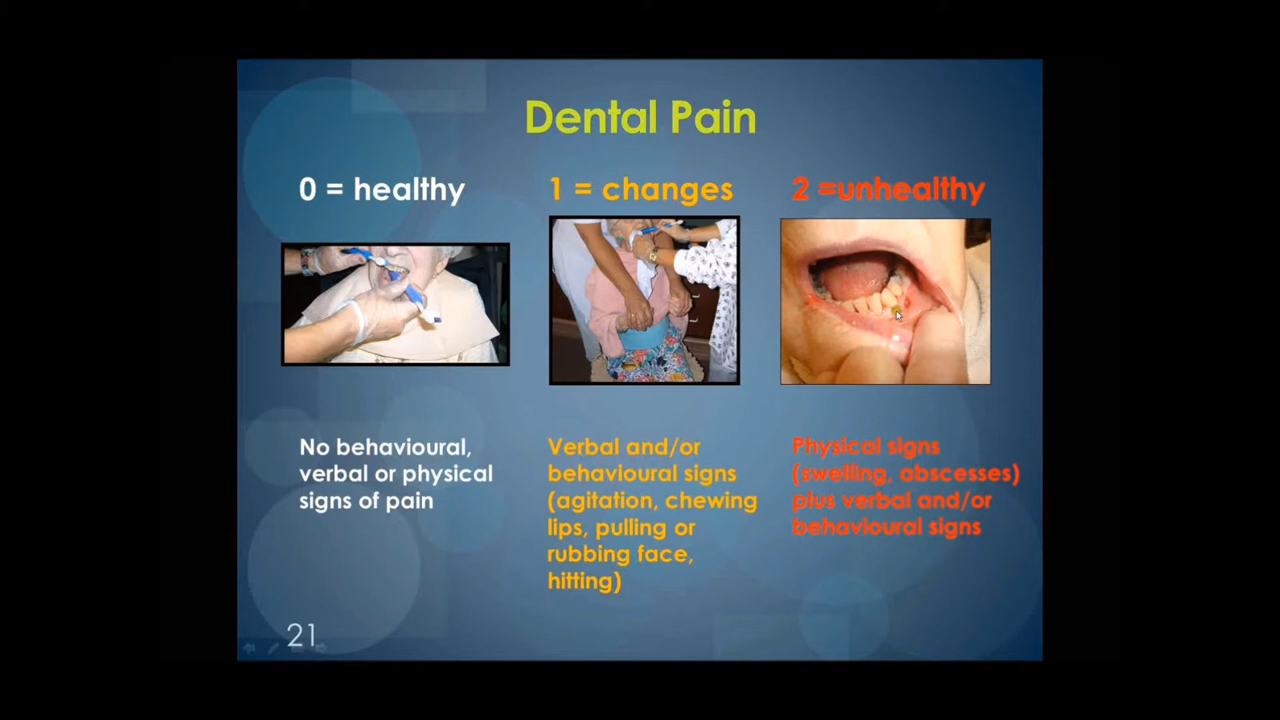 Dental Pain
0 = healthy
1 = changes
2 =unhealthy
No behavioural,
verbal or physical
signs of pain
Verbal and/or
behavioural signs
(agitation, chewing
lips, pulling or
rubbing face,
hitting)
Physical signs
(swelling, abscesses)
plus verbal and/or
behavioural signs
21